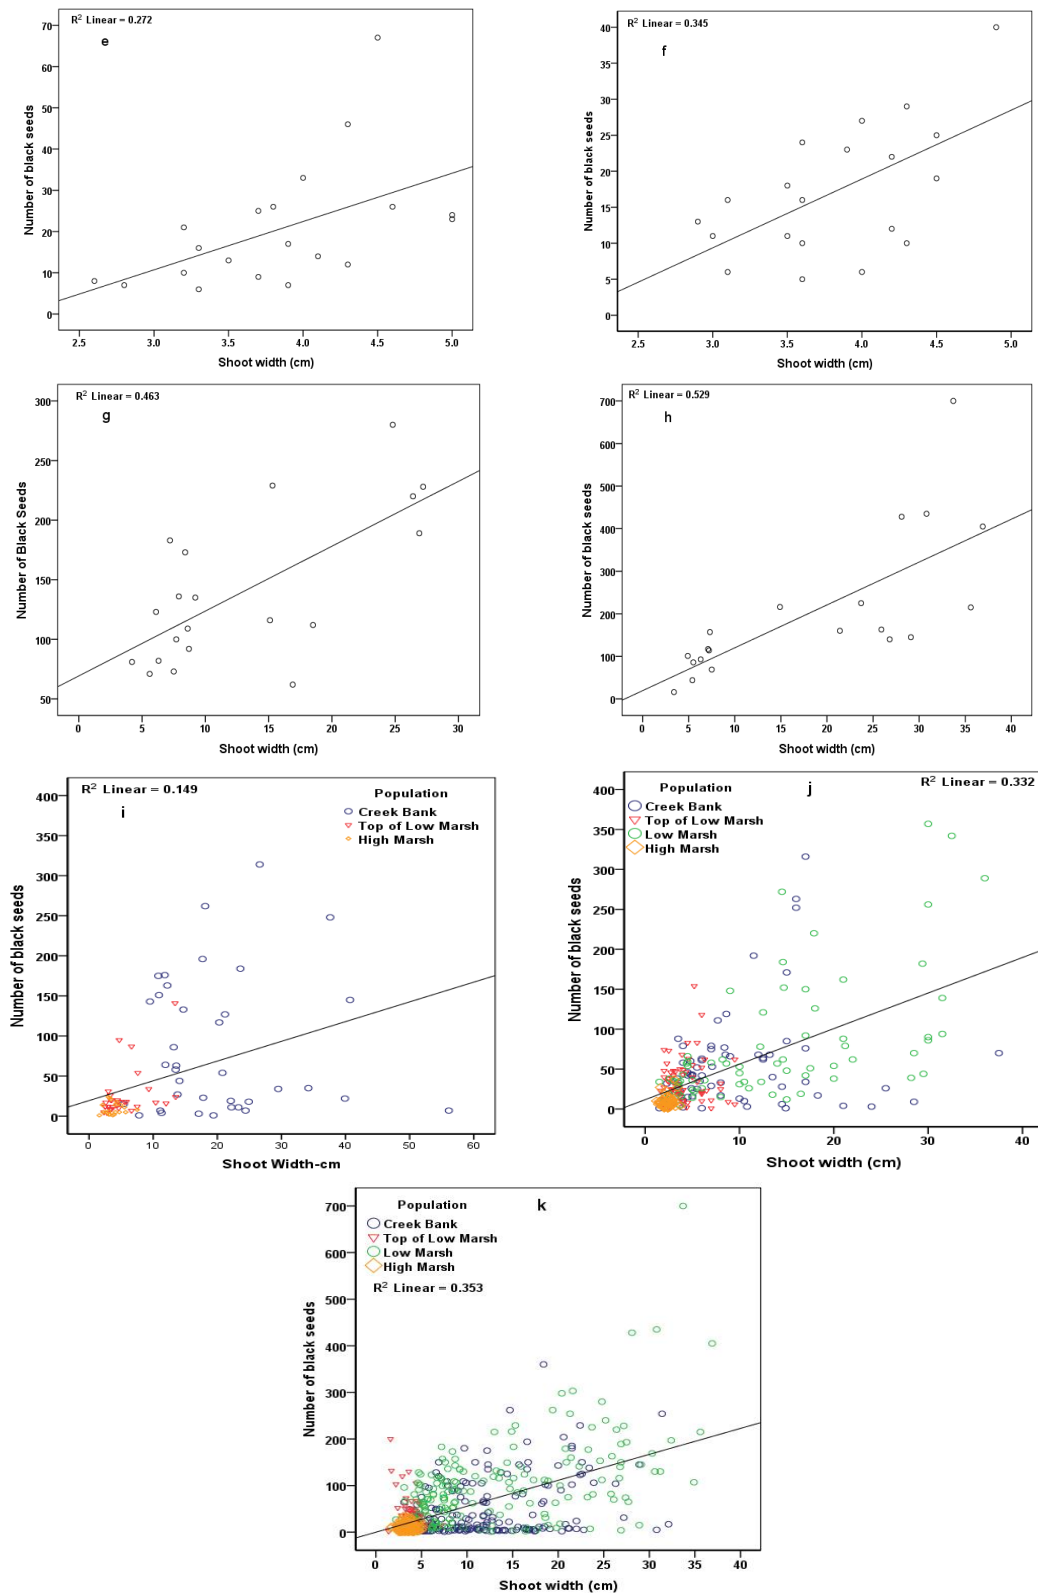 R² Linear = 0.272
e
70
60
50
40
30
20
10
0
Number of black seeds
2.5 3.0 3.5 4.0 4.5 5.0
Shoot width (cm)
R² Linear = 0.345
f
40
35
30
25
20
15
10
5
0
Number of black seeds
3.0 3.5 4.0 4.5 5.0
Shoot width (cm)
R² Linear = 0.463
g
300
250
200
150
100
50
Number of Black Seeds
0 5 10 15 20 25 30
Shoot width (cm)
R² Linear = 0.529
h
700
600
500
400
300
200
100
0
Number of black seeds
0 5 10 15 20 25 30 35 40
Shoot width (cm)
R² Linear = 0.149
i
Population
Creek Bank
Top of Low Marsh
High Marsh
400
350
300
250
200
150
100
50
0
Number of black seeds
0 10 20 30 40 50 60
Shoot Width-cm
R² Linear = 0.332
j
Population
Creek Bank
Top of Low Marsh
Low Marsh
High Marsh
400
350
300
250
200
150
100
50
0
Number of black seeds
0 10 20 30 40
Shoot width (cm)
k
Population
Creek Bank
Top of Low Marsh
Low Marsh
High Marsh
R² Linear = 0.353
700
600
500
400
300
200
100
0
Number of black seeds
0 5 10 15 20 25 30 35 40
Shoot width (cm)